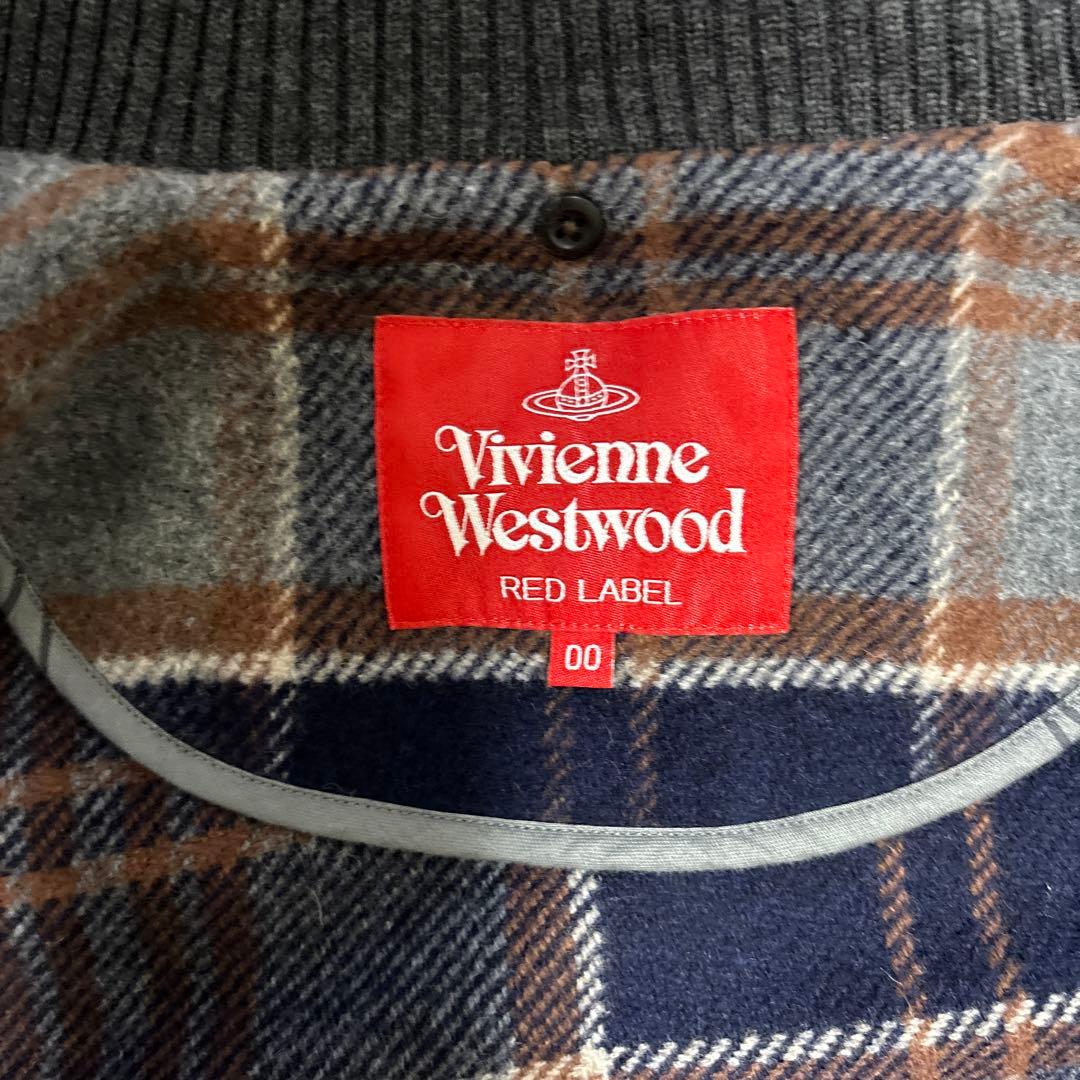 Vivienne
Westwood
RED LABEL
00